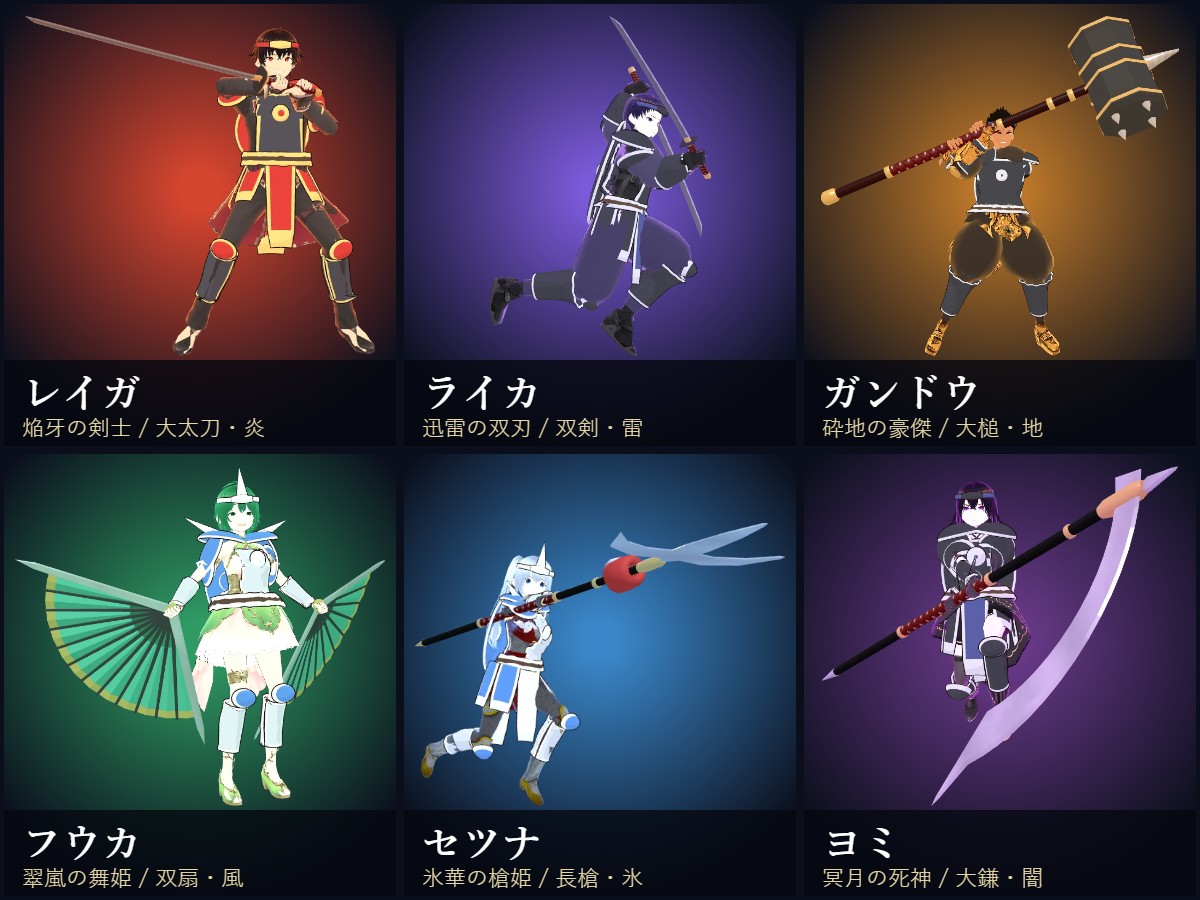 レイガ
焔牙の剣士 / 大太刀・炎
ライカ
迅雷の双刃 / 双剣・雷
ガンドウ
砕地の豪傑 / 大槌・地
フウカ
翠嵐の舞姫 / 双扇・風
セツナ
氷華の槍姫 / 長槍・氷
ヨミ
冥月の死神 / 大鎌・闇